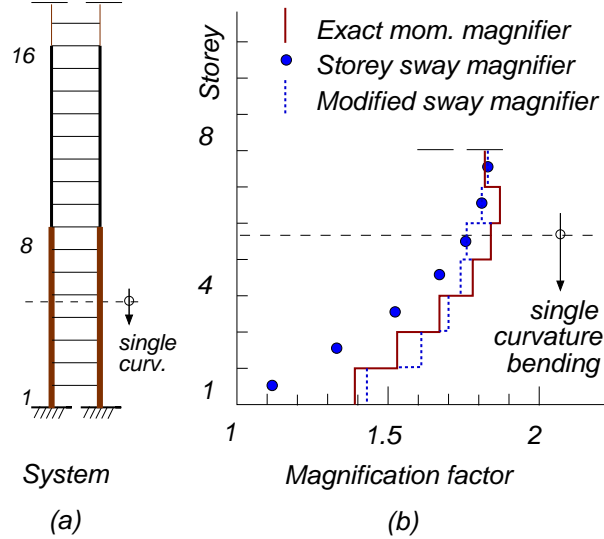 16
8
1
single
curv.
System
(a)
Storey
Exact mom. magnifier
Storey sway magnifier
Modified sway magnifier
8
4
1
single
curvature
bending
1
1.5
2
Magnification factor
(b)